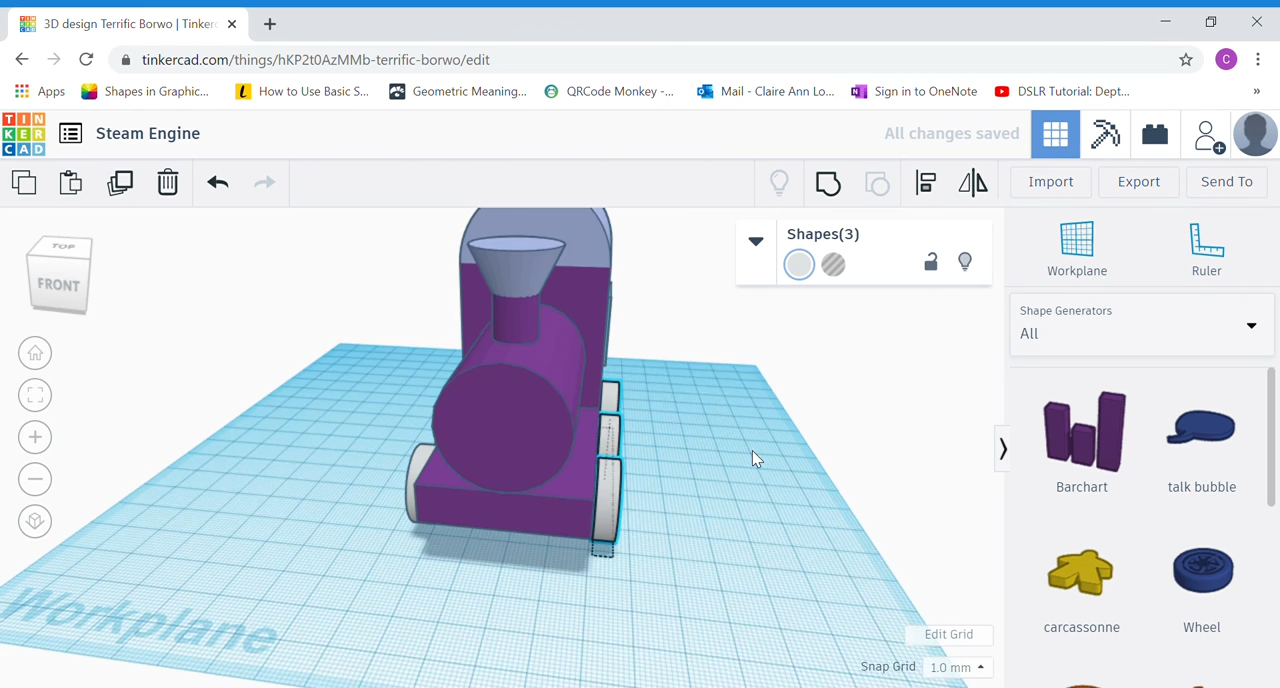 3D design Terrific Borwo | Tinker
tinkercad.com/things/hKP2t0AzMMb-terrific-borwo/edit
C
Apps
Shapes in Graphic...
How to Use Basic S...
Geometric Meaning...
QRCode Monkey -...
Mail - Claire Ann Lo...
Sign in to OneNote
DSLR Tutorial: Dept...
»
TIN
KER
CAD
Steam Engine
All changes saved
Import
Export
Send To
TOP
FRONT
Shapes(3)
Workplane
Ruler
Shape Generators
All
Barchart
talk bubble
carcassonne
Wheel
Workplane
Edit Grid
Snap Grid 1.0 mm